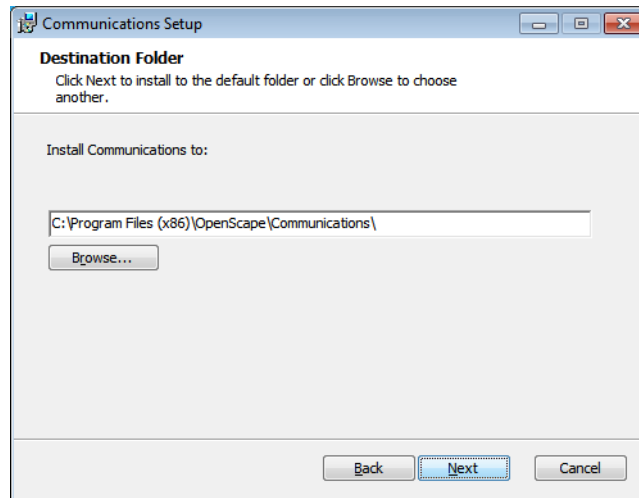 Communications Setup
Destination Folder
Click Next to install to the default folder or click Browse to choose
another.
Install Communications to:
C:\Program Files (x86)\OpenScape\Communications\
Browse...
Back Next Cancel